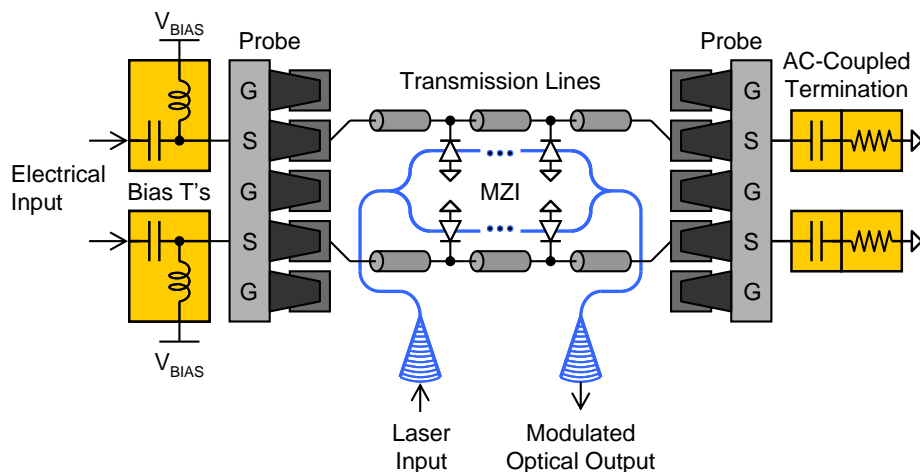 V_BIAS
Probe
Probe
AC-Coupled
Termination
Transmission Lines
G
S
G
S
G
G
S
G
S
G
Electrical
Input
Bias T's
MZI
V_BIAS
Laser
Input
Modulated
Optical Output